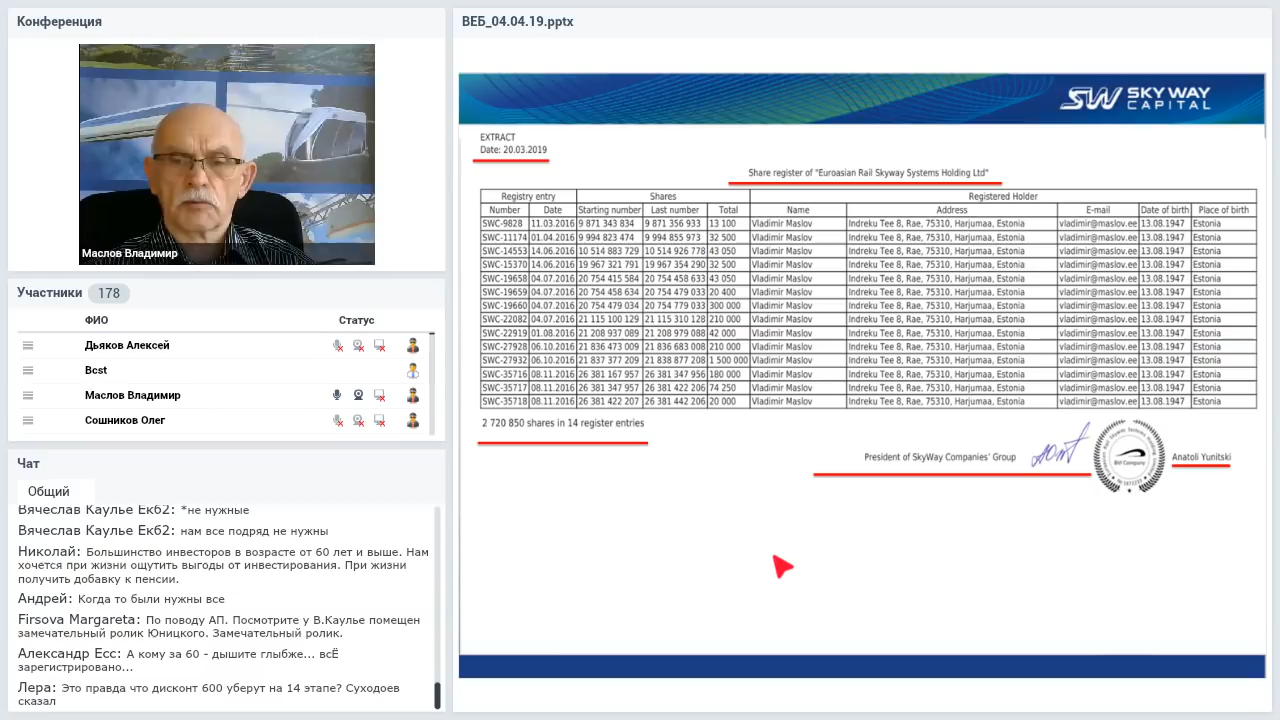 Конференция
Маслов Владимир
Участники 178
ФИО Статус
Дьяков Алексей
Bcst
Маслов Владимир
Сошников Олег
Чат
Общий
Вячеслав Каулье Екб2: *не нужные
Вячеслав Каулье Екб2: нам все подряд не нужны
Николай: Большинство инвесторов в возрасте от 60 лет и выше. Нам
хочется при жизни ощутить выгоды от инвестирования. При жизни
получить добавку к пенсии.
Андрей: Когда то были нужны все
Firsova Margareta: По поводу АП. Посмотрите у В.Каулье помещен
замечательный ролик Юницкого. Замечательный ролик.
Александр Есс: А кому за 60 - дышите глыбже... всЁ
зарегистрировано...
Лера: Это правда что дисконт 600 уберут на 14 этапе? Суходоев
сказал
ВЕБ_04.04.19.pptx
SW SKY WAY
CAPITAL
EXTRACT
Date: 20.03.2019
Share register of "Euroasian Rail Skyway Systems Holding Ltd"
Registry entry Shares Registered Holder
Number Date Starting number Last number Total Name Address E-mail Date of birth Place of birth
SWC-9828 11.03.2016 9 871 343 834 9 871 356 933 13 100 Vladimir Maslov Indreku Tee 8, Rae, 75310, Harjumaa, Estonia vladimir@maslov.ee 13.08.1947 Estonia
SWC-11174 01.04.2016 9 994 823 474 9 994 855 973 32 500 Vladimir Maslov Indreku Tee 8, Rae, 75310, Harjumaa, Estonia vladimir@maslov.ee 13.08.1947 Estonia
SWC-14553 14.06.2016 10 514 883 729 10 514 926 778 43 050 Vladimir Maslov Indreku Tee 8, Rae, 75310, Harjumaa, Estonia vladimir@maslov.ee 13.08.1947 Estonia
SWC-15370 14.06.2016 19 967 321 791 19 967 354 290 32 500 Vladimir Maslov Indreku Tee 8, Rae, 75310, Harjumaa, Estonia vladimir@maslov.ee 13.08.1947 Estonia
SWC-19658 04.07.2016 20 754 415 584 20 754 458 633 43 050 Vladimir Maslov Indreku Tee 8, Rae, 75310, Harjumaa, Estonia vladimir@maslov.ee 13.08.1947 Estonia
SWC-19659 04.07.2016 20 754 458 634 20 754 479 033 20 400 Vladimir Maslov Indreku Tee 8, Rae, 75310, Harjumaa, Estonia vladimir@maslov.ee 13.08.1947 Estonia
SWC-19660 04.07.2016 20 754 479 034 20 754 779 033 300 000 Vladimir Maslov Indreku Tee 8, Rae, 75310, Harjumaa, Estonia vladimir@maslov.ee 13.08.1947 Estonia
SWC-22082 04.07.2016 21 115 100 129 21 115 310 128 210 000 Vladimir Maslov Indreku Tee 8, Rae, 75310, Harjumaa, Estonia vladimir@maslov.ee 13.08.1947 Estonia
SWC-22919 01.08.2016 21 208 937 089 21 208 979 088 42 000 Vladimir Maslov Indreku Tee 8, Rae, 75310, Harjumaa, Estonia vladimir@maslov.ee 13.08.1947 Estonia
SWC-27928 06.10.2016 21 836 473 009 21 836 683 008 210 000 Vladimir Maslov Indreku Tee 8, Rae, 75310, Harjumaa, Estonia vladimir@maslov.ee 13.08.1947 Estonia
SWC-27932 06.10.2016 21 837 377 209 21 838 877 208 1 500 000 Vladimir Maslov Indreku Tee 8, Rae, 75310, Harjumaa, Estonia vladimir@maslov.ee 13.08.1947 Estonia
SWC-35716 08.11.2016 26 381 167 957 26 381 347 956 180 000 Vladimir Maslov Indreku Tee 8, Rae, 75310, Harjumaa, Estonia vladimir@maslov.ee 13.08.1947 Estonia
SWC-35717 08.11.2016 26 381 347 957 26 381 422 206 74 250 Vladimir Maslov Indreku Tee 8, Rae, 75310, Harjumaa, Estonia vladimir@maslov.ee 13.08.1947 Estonia
SWC-35718 08.11.2016 26 381 422 207 26 381 442 206 20 000 Vladimir Maslov Indreku Tee 8, Rae, 75310, Harjumaa, Estonia vladimir@maslov.ee 13.08.1947 Estonia
2 720 850 shares in 14 register entries
President of SkyWay Companies' Group Anatoli Yunitski